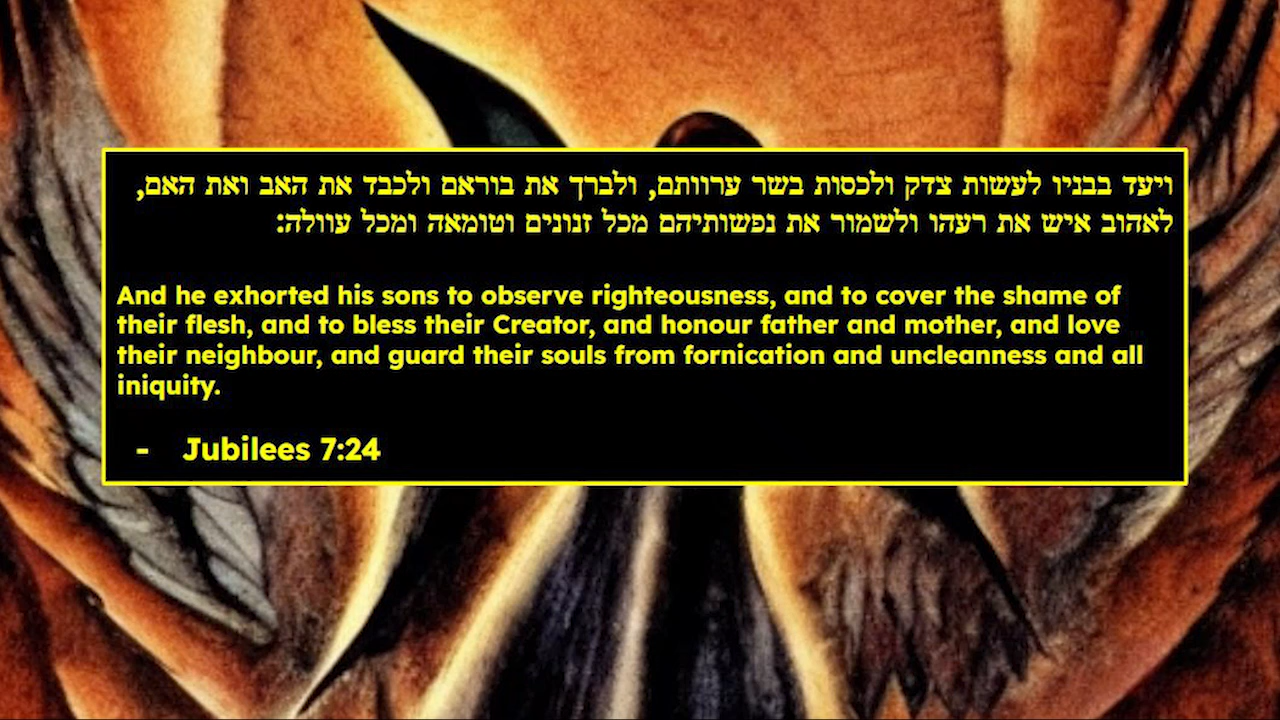 ויעד בבניו לעשות צדק ולכסות בשר ערוותם, ולברך את בוראם ולכבד את האב ואת האם,
לאהוב איש את רעהו ולשמור את נפשותיהם מכל זנונים וטומאה ומכל עוולה:
And he exhorted his sons to observe righteousness, and to cover the shame of
their flesh, and to bless their Creator, and honour father and mother, and love
their neighbour, and guard their souls from fornication and uncleanness and all
iniquity.
- Jubilees 7:24